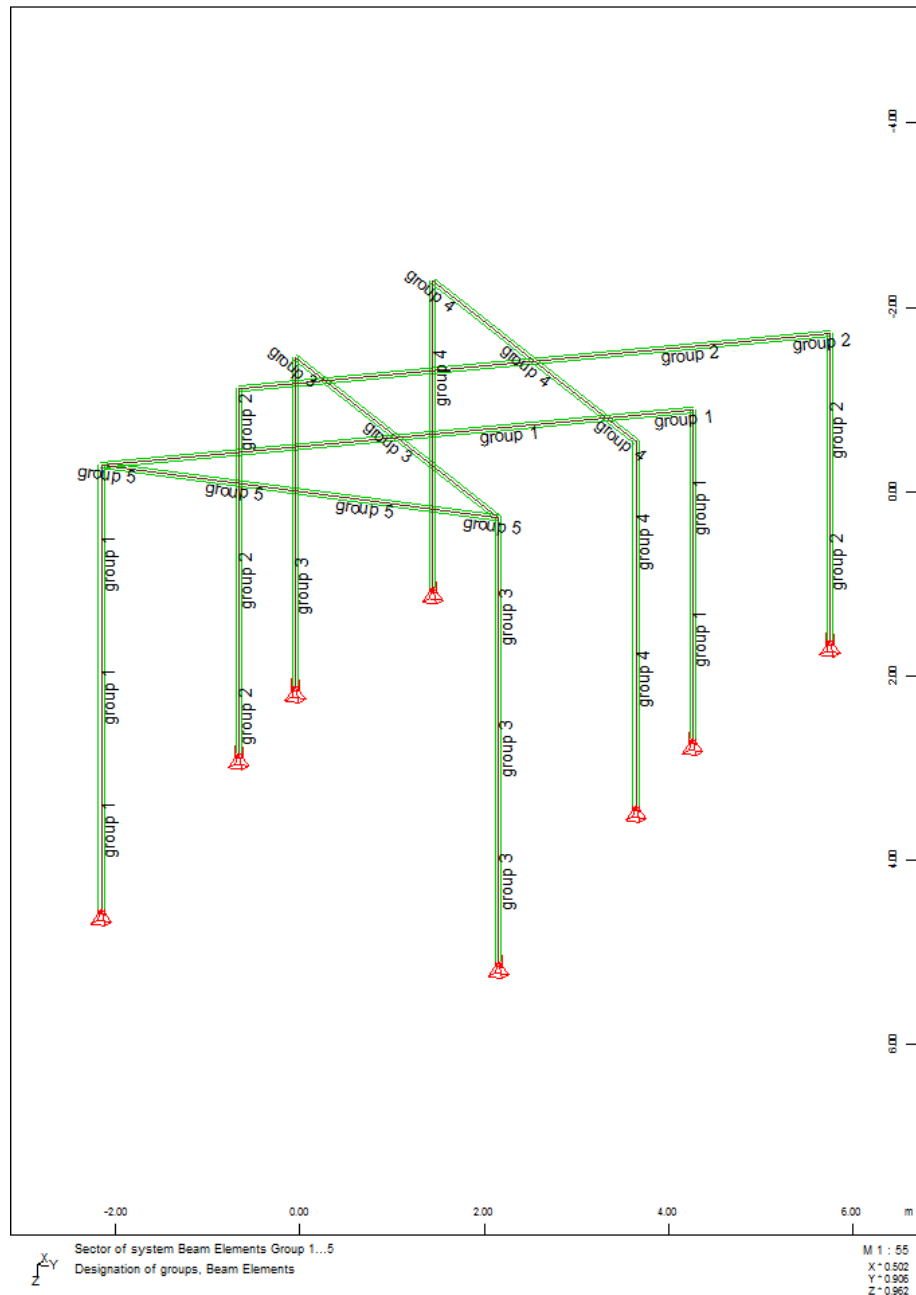 -4.00
group 4
-2.00
group 2
group 2
group 3
group 4
group 4
group 2
group 2
group 1
group 1
group 3
group 4
group 5
group 5
group 5
group 5
0.00
group 1
group 4
group 1
group 2
group 2
group 3
group 3
group 1
2.00
group 1
group 2
group 3
group 4
group 1
4.00
group 3
6.00
-2.00 0.00 2.00 4.00 6.00 m
Sector of system Beam Elements Group 1...5
Designation of groups, Beam Elements
X Y Z
M 1 : 55
X * 0.502
Y * 0.906
Z * 0.962